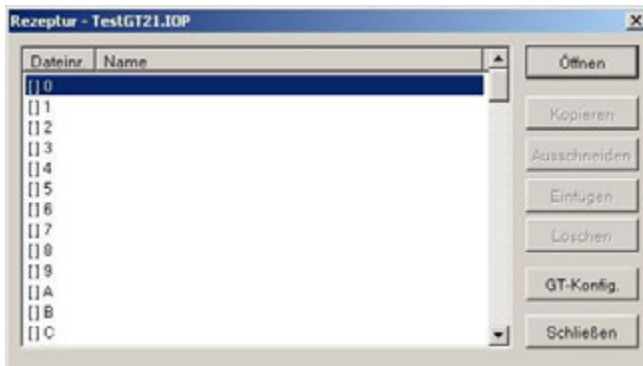 Rezeptur - TestGT21.IOP
Dateinr. Name
[] 0
[] 1
[] 2
[] 3
[] 4
[] 5
[] 6
[] 7
[] 8
[] 9
[] A
[] B
[] C
Öffnen
Kopieren
Ausschneiden
Einfügen
Löschen
GT-Konfig.
Schließen